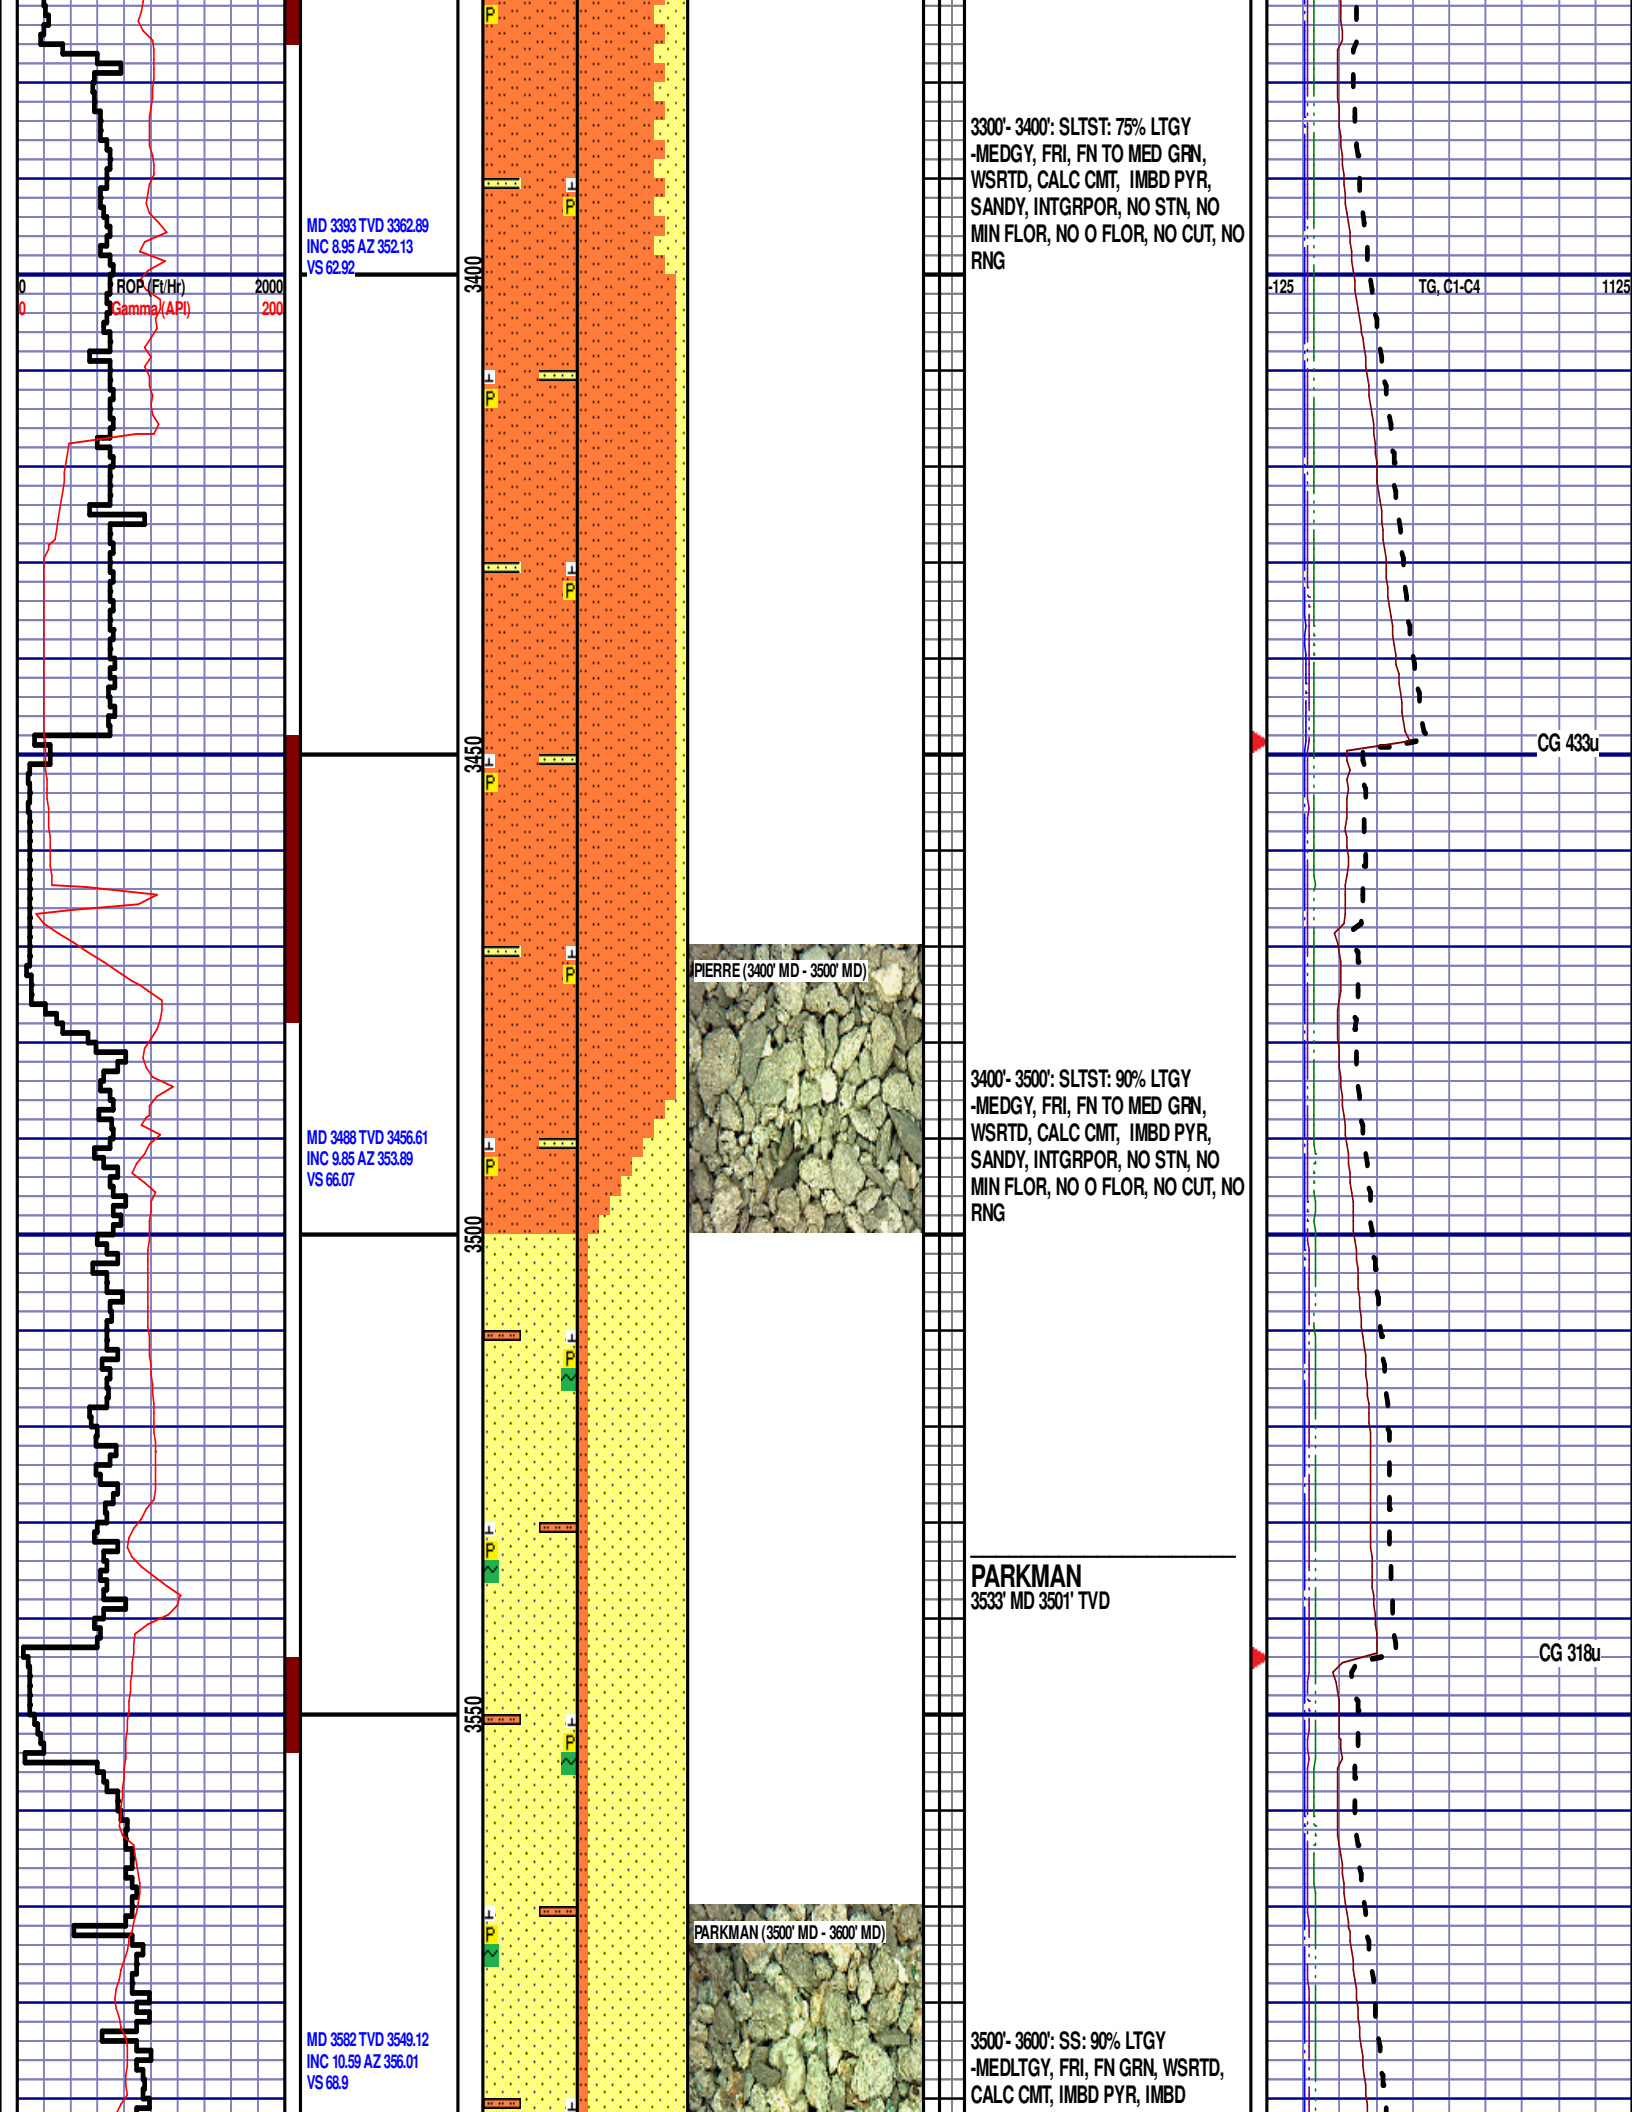 P
3300'- 3400': SLTST: 75% LTGY
-MEDGY, FRI, FN TO MED GRN,
WSRTD, CALC CMT, IMBD PYR,
SANDY, INTGRPOR, NO STN, NO
MIN FLOR, NO O FLOR, NO CUT, NO
RNG
P
MD 3393 TVD 3362.89
INC 8.95 AZ 352.13
VS 62.92
3400
0 ROP (Ft/Hr) 2000
0 Gamma (API) 200
-125 TG, C1-C4 1125
P
P
CG 433u
3450
P
P
PIERRE (3400' MD - 3500' MD)
3400'- 3500': SLTST: 90% LTGY
-MEDGY, FRI, FN TO MED GRN,
WSRTD, CALC CMT, IMBD PYR,
SANDY, INTGRPOR, NO STN, NO
MIN FLOR, NO O FLOR, NO CUT, NO
RNG
MD 3488 TVD 3456.61
INC 9.85 AZ 353.89
VS 66.07
P
3500
P
P
PARKMAN
3533' MD 3501' TVD
CG 318u
3550
P
P
PARKMAN (3500' MD - 3600' MD)
MD 3582 TVD 3549.12
INC 10.59 AZ 356.01
VS 68.9
3500'- 3600': SS: 90% LTGY
-MEDLTGY, FRI, FN GRN, WSRTD,
CALC CMT, IMBD PYR, IMBD